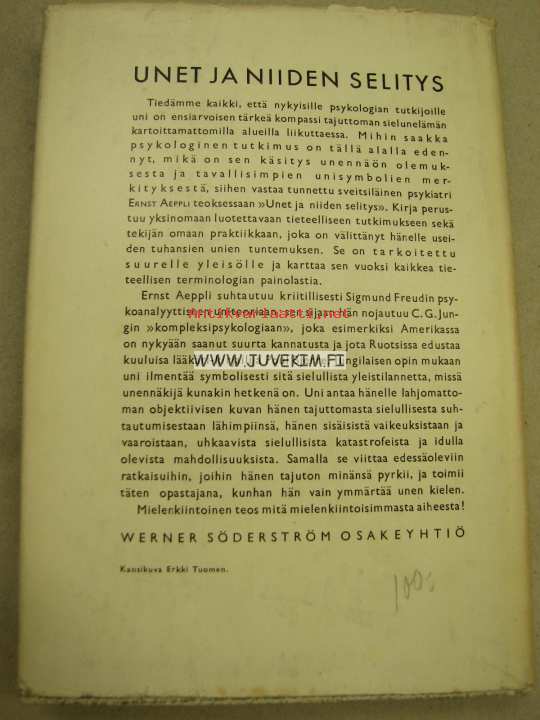 UNET JA NIIDEN SELITYS
Tiedämme kaikki, että nykyisille psykologian tutkijoille
uni on ensiarvoisen tärkeä kompassi tajuttoman sielunelämän
kartoittamattomilla alueilla liikuttaessa. Mihin saakka
psykologinen tutkimus on tällä alalla eden-
nyt, mikä on sen käsitys unennäön olemuk-
sesta ja tavallisimpien unisymbolien mer-
kityksestä, siihen vastaa tunnettu sveitsiläinen psykiatri
ERNST AEPPLI teoksessaan »Unet ja niiden selitys». Kirja perus-
tuu yksinomaan luotettavaan tieteelliseen tutkimukseen sekä
tekijän omaan praktiikkaan, joka on välittänyt hänelle usei-
den tuhansien unien tuntemuksen. Se on tarkoitettu
suurelle yleisölle ja karttaa sen vuoksi kaikkea tie-
teellisen terminologian painolastia.
Ernst Aeppli suhtautuu kriitillisesti Sigmund Freudin psy-
koanalyyttiseen uniteoriaan, sen sijaan hän nojautuu C. G. Jun-
Antikvariaatti.net
gin »kompleksipsykologiaan», joka esimerkiksi Amerikassa
on nykyään saanut suurta kannatusta ja jota Ruotsissa edustaa
kuuluisa
WWW.JUVEKIM.FI
ngilaisen opin mukaan
uni ilmentää symbolisesti sitä sielullista yleistilannetta, missä
unennäkijä kunakin hetkenä on. Uni antaa hänelle lahjomatto-
man objektiivisen kuvan hänen tajuttomasta sielullisesta suh-
tautumisestaan lähimpiinsä, hänen sisäisistä vaikeuksistaan ja
vaaroistaan, uhkaavista sielullisista katastrofeista ja idulla
olevista mahdollisuuksista. Samalla se viittaa edessäoleviin
ratkaisuihin, joihin hänen tajuton minänsä pyrkii, ja toimii
täten opastajana, kunhan hän vain ymmärtää unen kielen.
Mielenkiintoinen teos mitä mielenkiintoisimmasta aiheesta!
WERNER SÖDERSTRÖM OSAKEYHTIÖ
Kansikuva Erkki Tuomen.